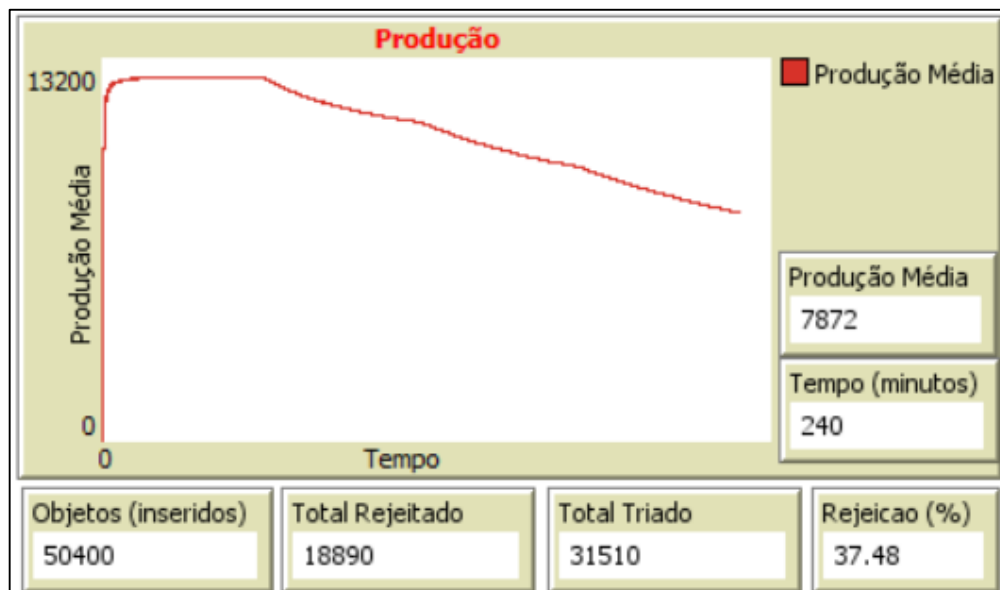 Produção
13200
Produção Média
0
0
Tempo
Produção Média
Produção Média
7872
Tempo (minutos)
240
Objetos (inseridos)
50400
Total Rejeitado
18890
Total Triado
31510
Rejeicao (%)
37.48